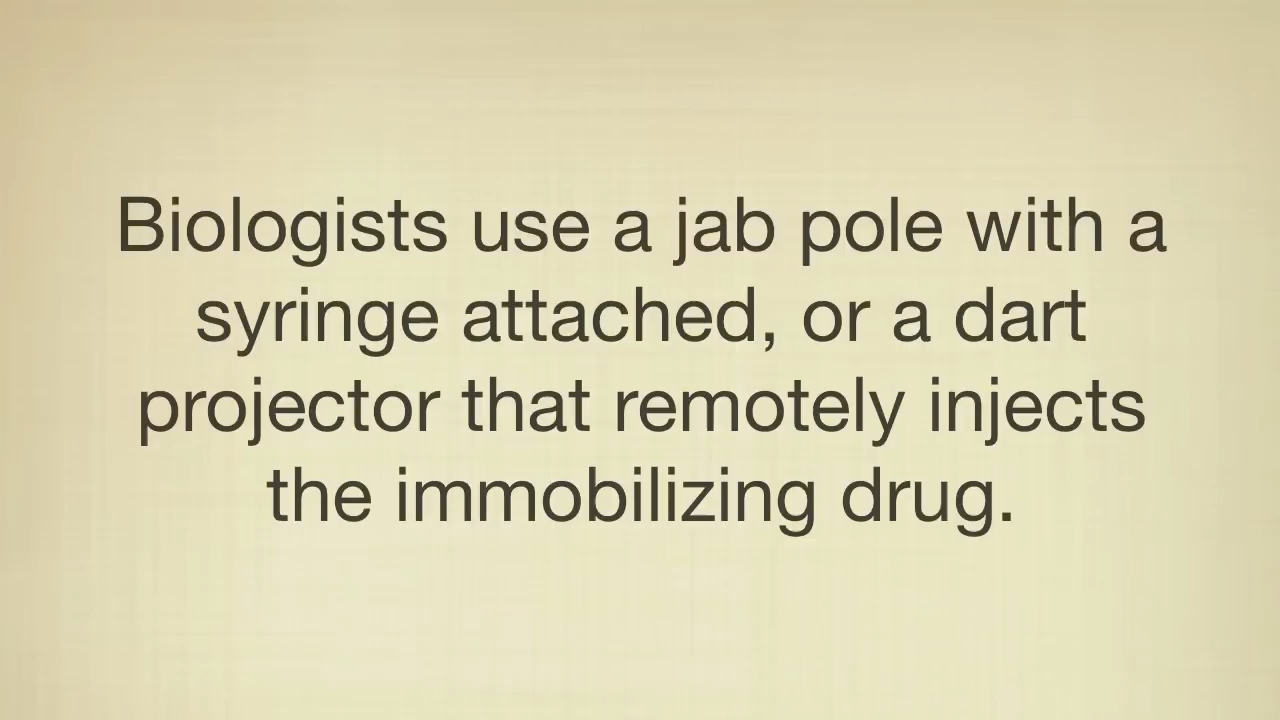 Biologists use a jab pole with a
syringe attached, or a dart
projector that remotely injects
the immobilizing drug.